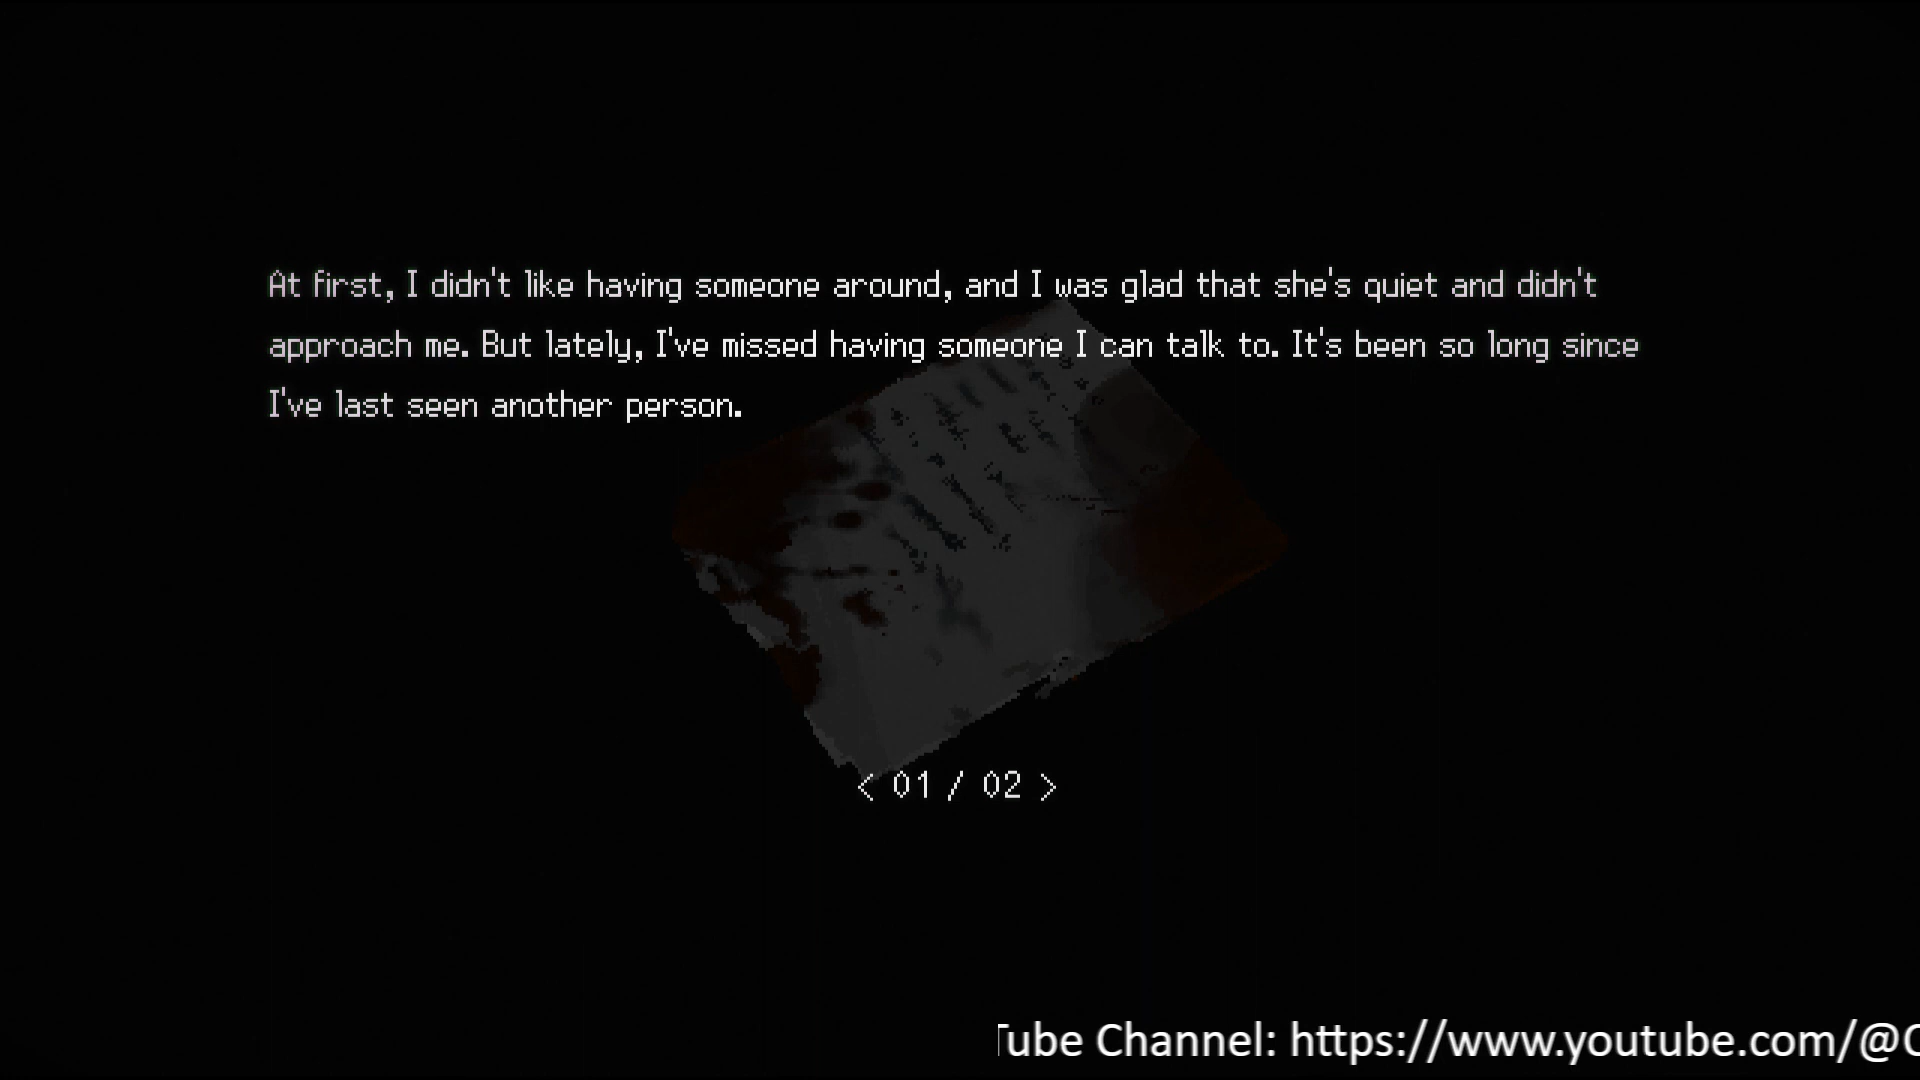 At first, I didn't like having someone around, and I was glad that she's quiet and didn't
approach me. But lately, I've missed having someone I can talk to. It's been so long since
I've last seen another person.
< 01 / 02 >
Tube Channel: https://www.youtube.com/@